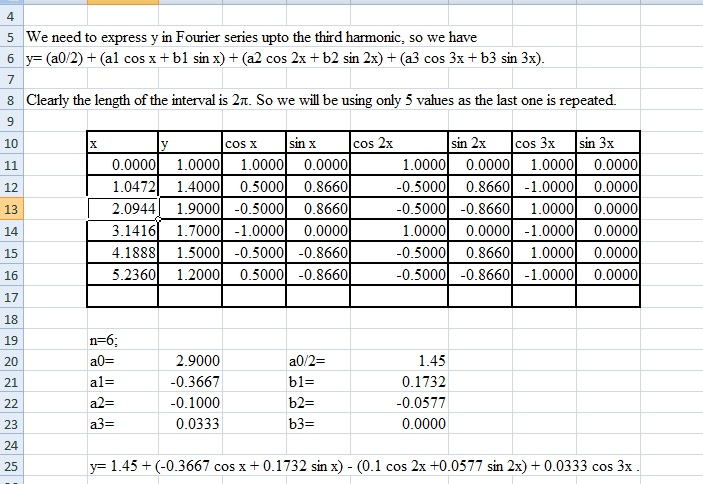 4
5 We need to express y in Fourier series upto the third harmonic, so we have
6 y= (a0/2) + (a1 cos x + b1 sin x) + (a2 cos 2x + b2 sin 2x) + (a3 cos 3x + b3 sin 3x).
7
8 Clearly the length of the interval is 2π. So we will be using only 5 values as the last one is repeated.
9
10 x y cos x sin x cos 2x sin 2x cos 3x sin 3x
11 0.0000 1.0000 1.0000 0.0000 1.0000 0.0000 1.0000 0.0000
12 1.0472 1.4000 0.5000 0.8660 -0.5000 0.8660 -1.0000 0.0000
13 2.0944 1.9000 -0.5000 0.8660 -0.5000 -0.8660 1.0000 0.0000
14 3.1416 1.7000 -1.0000 0.0000 1.0000 0.0000 -1.0000 0.0000
15 4.1888 1.5000 -0.5000 -0.8660 -0.5000 0.8660 1.0000 0.0000
16 5.2360 1.2000 0.5000 -0.8660 -0.5000 -0.8660 -1.0000 0.0000
17
18
19 n=6;
20 a0= 2.9000 a0/2= 1.45
21 a1= -0.3667 b1= 0.1732
22 a2= -0.1000 b2= -0.0577
23 a3= 0.0333 b3= 0.0000
24
25 y= 1.45 + (-0.3667 cos x + 0.1732 sin x) - (0.1 cos 2x +0.0577 sin 2x) + 0.0333 cos 3x .